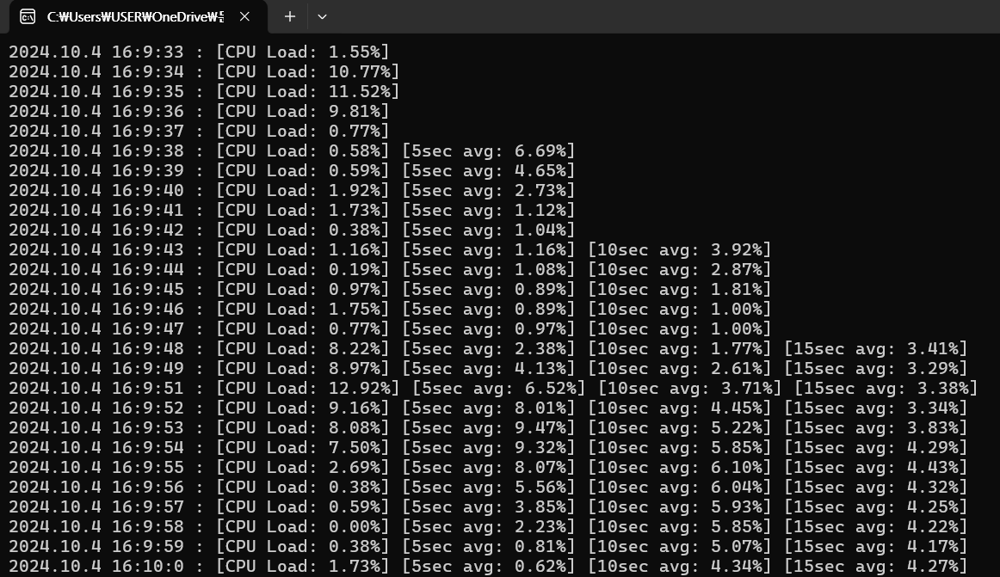 C:₩Users₩USER₩OneDrive₩
2024.10.4 16:9:33 : [CPU Load: 1.55%]
2024.10.4 16:9:34 : [CPU Load: 10.77%]
2024.10.4 16:9:35 : [CPU Load: 11.52%]
2024.10.4 16:9:36 : [CPU Load: 9.81%]
2024.10.4 16:9:37 : [CPU Load: 0.77%]
2024.10.4 16:9:38 : [CPU Load: 0.58%] [5sec avg: 6.69%]
2024.10.4 16:9:39 : [CPU Load: 0.59%] [5sec avg: 4.65%]
2024.10.4 16:9:40 : [CPU Load: 1.92%] [5sec avg: 2.73%]
2024.10.4 16:9:41 : [CPU Load: 1.73%] [5sec avg: 1.12%]
2024.10.4 16:9:42 : [CPU Load: 0.38%] [5sec avg: 1.04%]
2024.10.4 16:9:43 : [CPU Load: 1.16%] [5sec avg: 1.16%] [10sec avg: 3.92%]
2024.10.4 16:9:44 : [CPU Load: 0.19%] [5sec avg: 1.08%] [10sec avg: 2.87%]
2024.10.4 16:9:45 : [CPU Load: 0.97%] [5sec avg: 0.89%] [10sec avg: 1.81%]
2024.10.4 16:9:46 : [CPU Load: 1.75%] [5sec avg: 0.89%] [10sec avg: 1.00%]
2024.10.4 16:9:47 : [CPU Load: 0.77%] [5sec avg: 0.97%] [10sec avg: 1.00%]
2024.10.4 16:9:48 : [CPU Load: 8.22%] [5sec avg: 2.38%] [10sec avg: 1.77%] [15sec avg: 3.41%]
2024.10.4 16:9:49 : [CPU Load: 8.97%] [5sec avg: 4.13%] [10sec avg: 2.61%] [15sec avg: 3.29%]
2024.10.4 16:9:51 : [CPU Load: 12.92%] [5sec avg: 6.52%] [10sec avg: 3.71%] [15sec avg: 3.38%]
2024.10.4 16:9:52 : [CPU Load: 9.16%] [5sec avg: 8.01%] [10sec avg: 4.45%] [15sec avg: 3.34%]
2024.10.4 16:9:53 : [CPU Load: 8.08%] [5sec avg: 9.47%] [10sec avg: 5.22%] [15sec avg: 3.83%]
2024.10.4 16:9:54 : [CPU Load: 7.50%] [5sec avg: 9.32%] [10sec avg: 5.85%] [15sec avg: 4.29%]
2024.10.4 16:9:55 : [CPU Load: 2.69%] [5sec avg: 8.07%] [10sec avg: 6.10%] [15sec avg: 4.43%]
2024.10.4 16:9:56 : [CPU Load: 0.38%] [5sec avg: 5.56%] [10sec avg: 6.04%] [15sec avg: 4.32%]
2024.10.4 16:9:57 : [CPU Load: 0.59%] [5sec avg: 3.85%] [10sec avg: 5.93%] [15sec avg: 4.25%]
2024.10.4 16:9:58 : [CPU Load: 0.00%] [5sec avg: 2.23%] [10sec avg: 5.85%] [15sec avg: 4.22%]
2024.10.4 16:9:59 : [CPU Load: 0.38%] [5sec avg: 0.81%] [10sec avg: 5.07%] [15sec avg: 4.17%]
2024.10.4 16:10:0 : [CPU Load: 1.73%] [5sec avg: 0.62%] [10sec avg: 4.34%] [15sec avg: 4.27%]